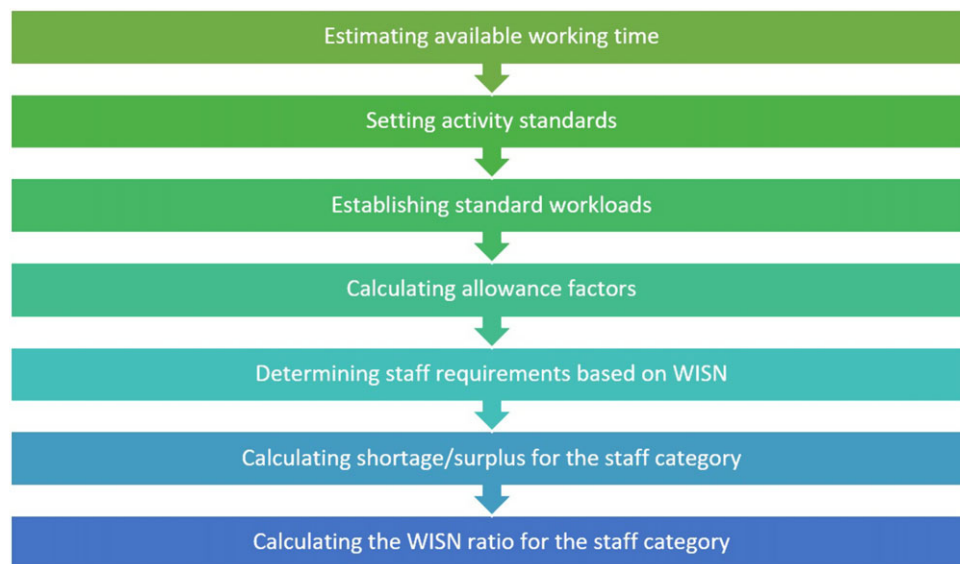 Estimating available working time
Setting activity standards
Establishing standard workloads
Calculating allowance factors
Determining staff requirements based on WISN
Calculating shortage/surplus for the staff category
Calculating the WISN ratio for the staff category